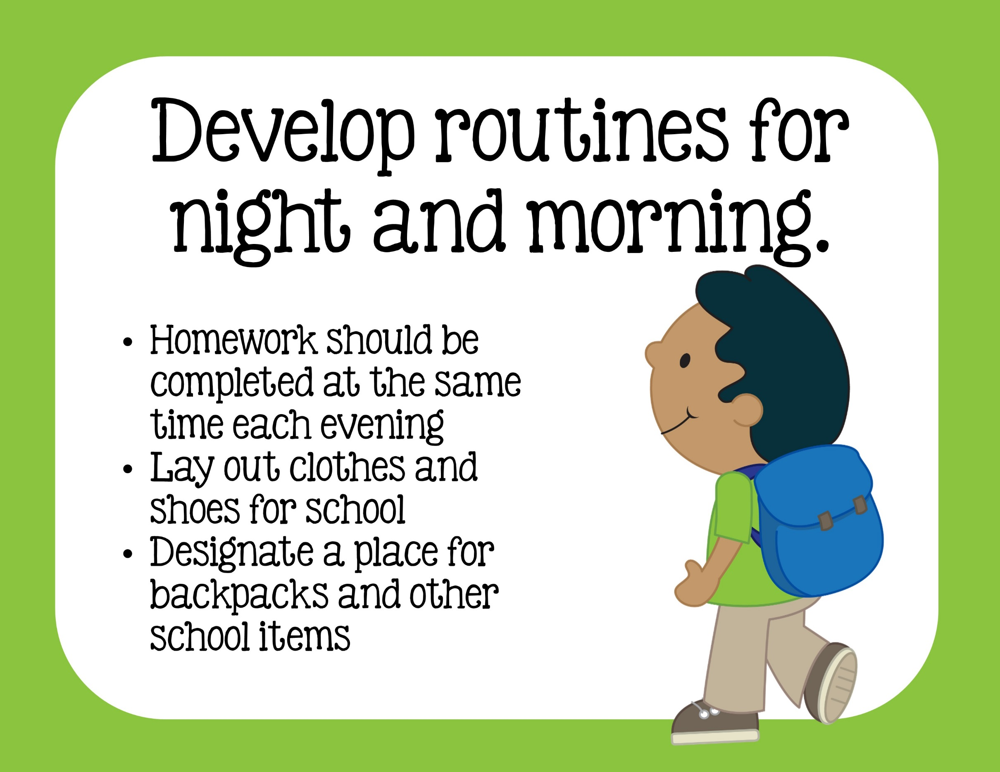 Develop routines for
night and morning.
• Homework should be
completed at the same
time each evening
• Lay out clothes and
shoes for school
• Designate a place for
backpacks and other
school items